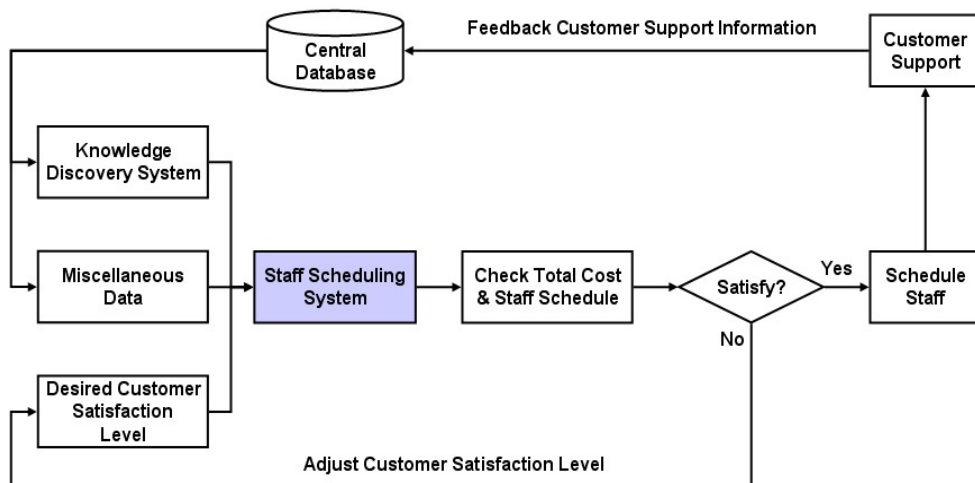 Feedback Customer Support Information
Central
Database
Customer
Support
Knowledge
Discovery System
Miscellaneous
Data
Staff Scheduling
System
Check Total Cost
& Staff Schedule
Satisfy?
Yes
Schedule
Staff
No
Desired Customer
Satisfaction
Level
Adjust Customer Satisfaction Level